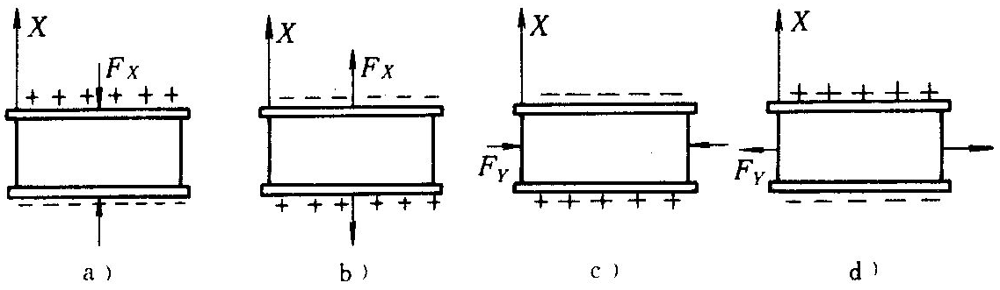 X X X X
F_X F_X
+ + + + + + − − − − − − − − − − − − + + + + +
F_Y F_Y
− − − − − − − − + + + + + + + + + + + − − − − −
a) b) c) d)